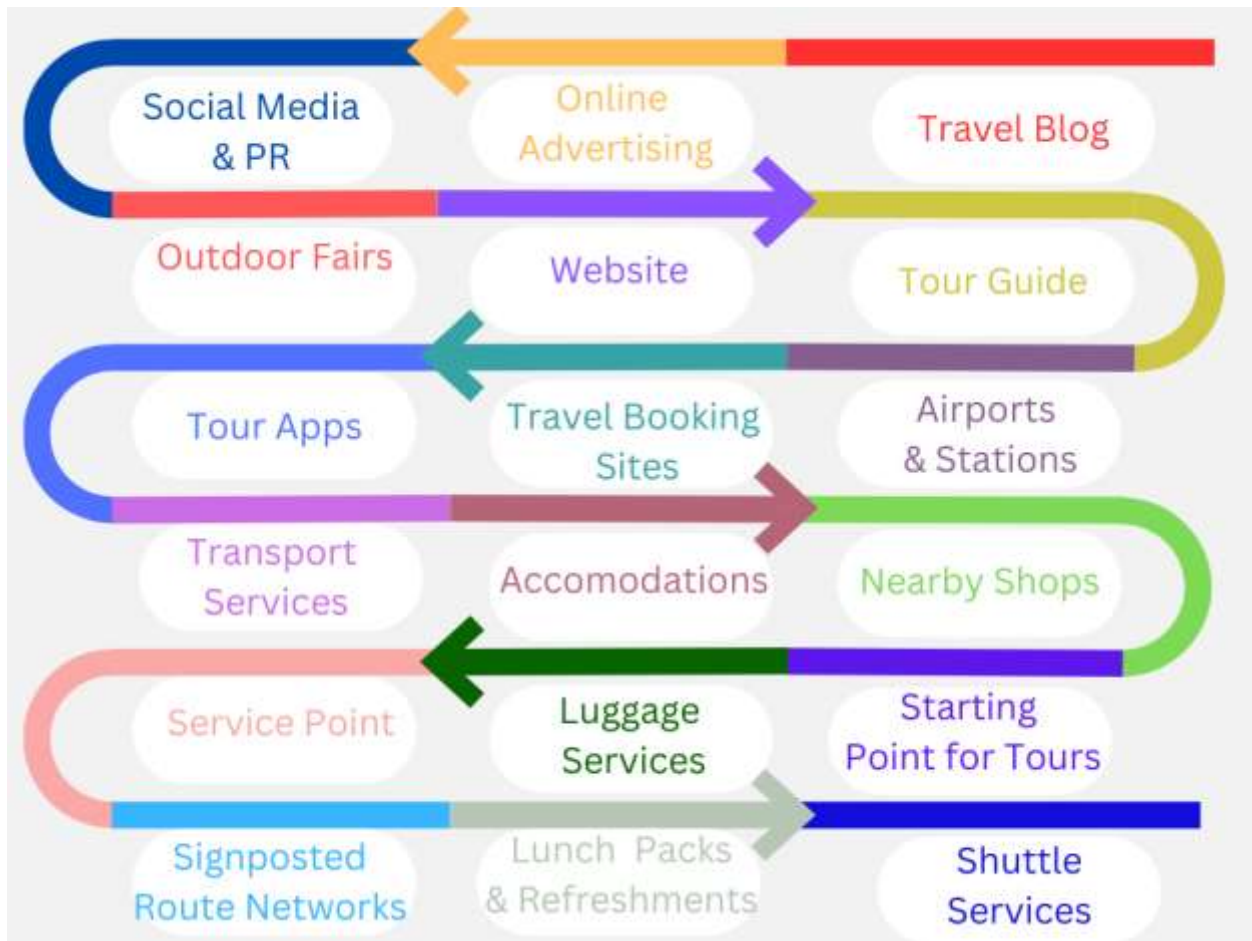 Social Media
& PR
Online
Advertising
Travel Blog
Outdoor Fairs
Website
Tour Guide
Tour Apps
Travel Booking
Sites
Airports
& Stations
Transport
Services
Accomodations
Nearby Shops
Service Point
Luggage
Services
Starting
Point for Tours
Signposted
Route Networks
Lunch Packs
& Refreshments
Shuttle
Services